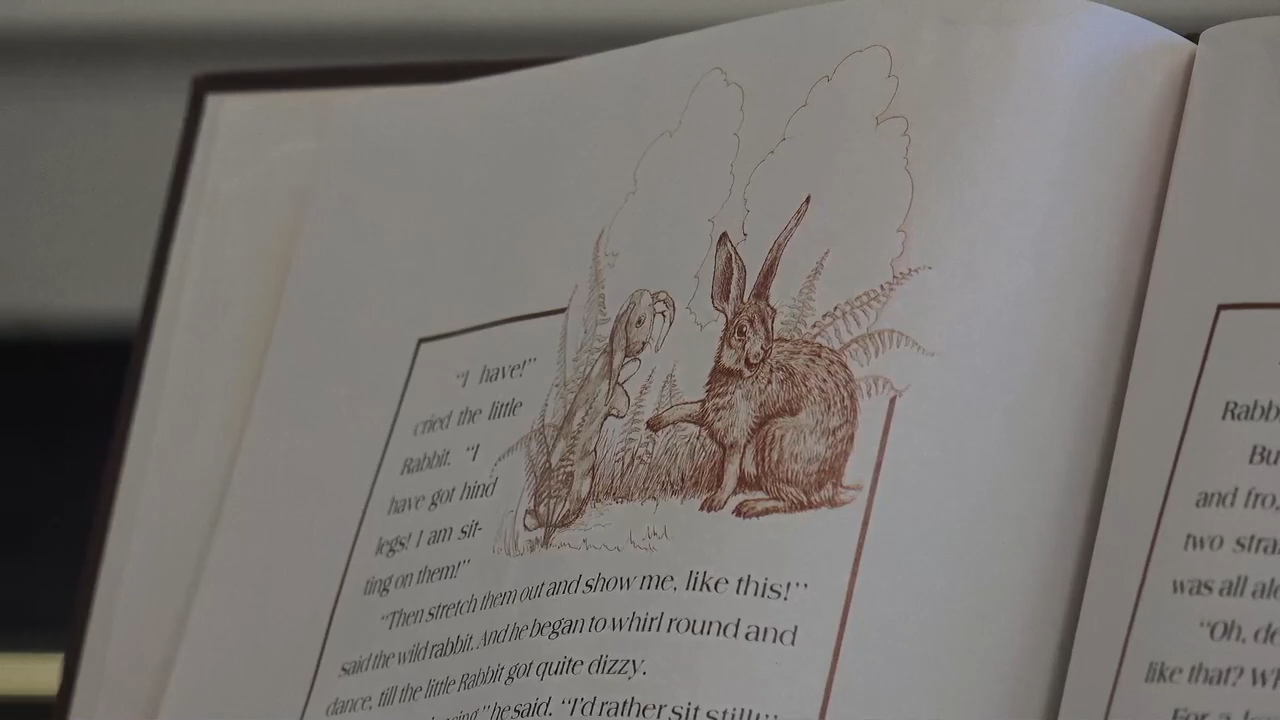 "I have!"
cried the little
Rabbit. "I
have got hind
legs! I am sit-
ting on them!"
"Then stretch them out and show me, like this!"
said the wild rabbit. And he began to whirl round and
dance, till the little Rabbit got quite dizzy.
he said. "I'd rather sit still!"
Rabb
Bu
and fro,
two stra
was all alo
"Oh, de
like that? Wh